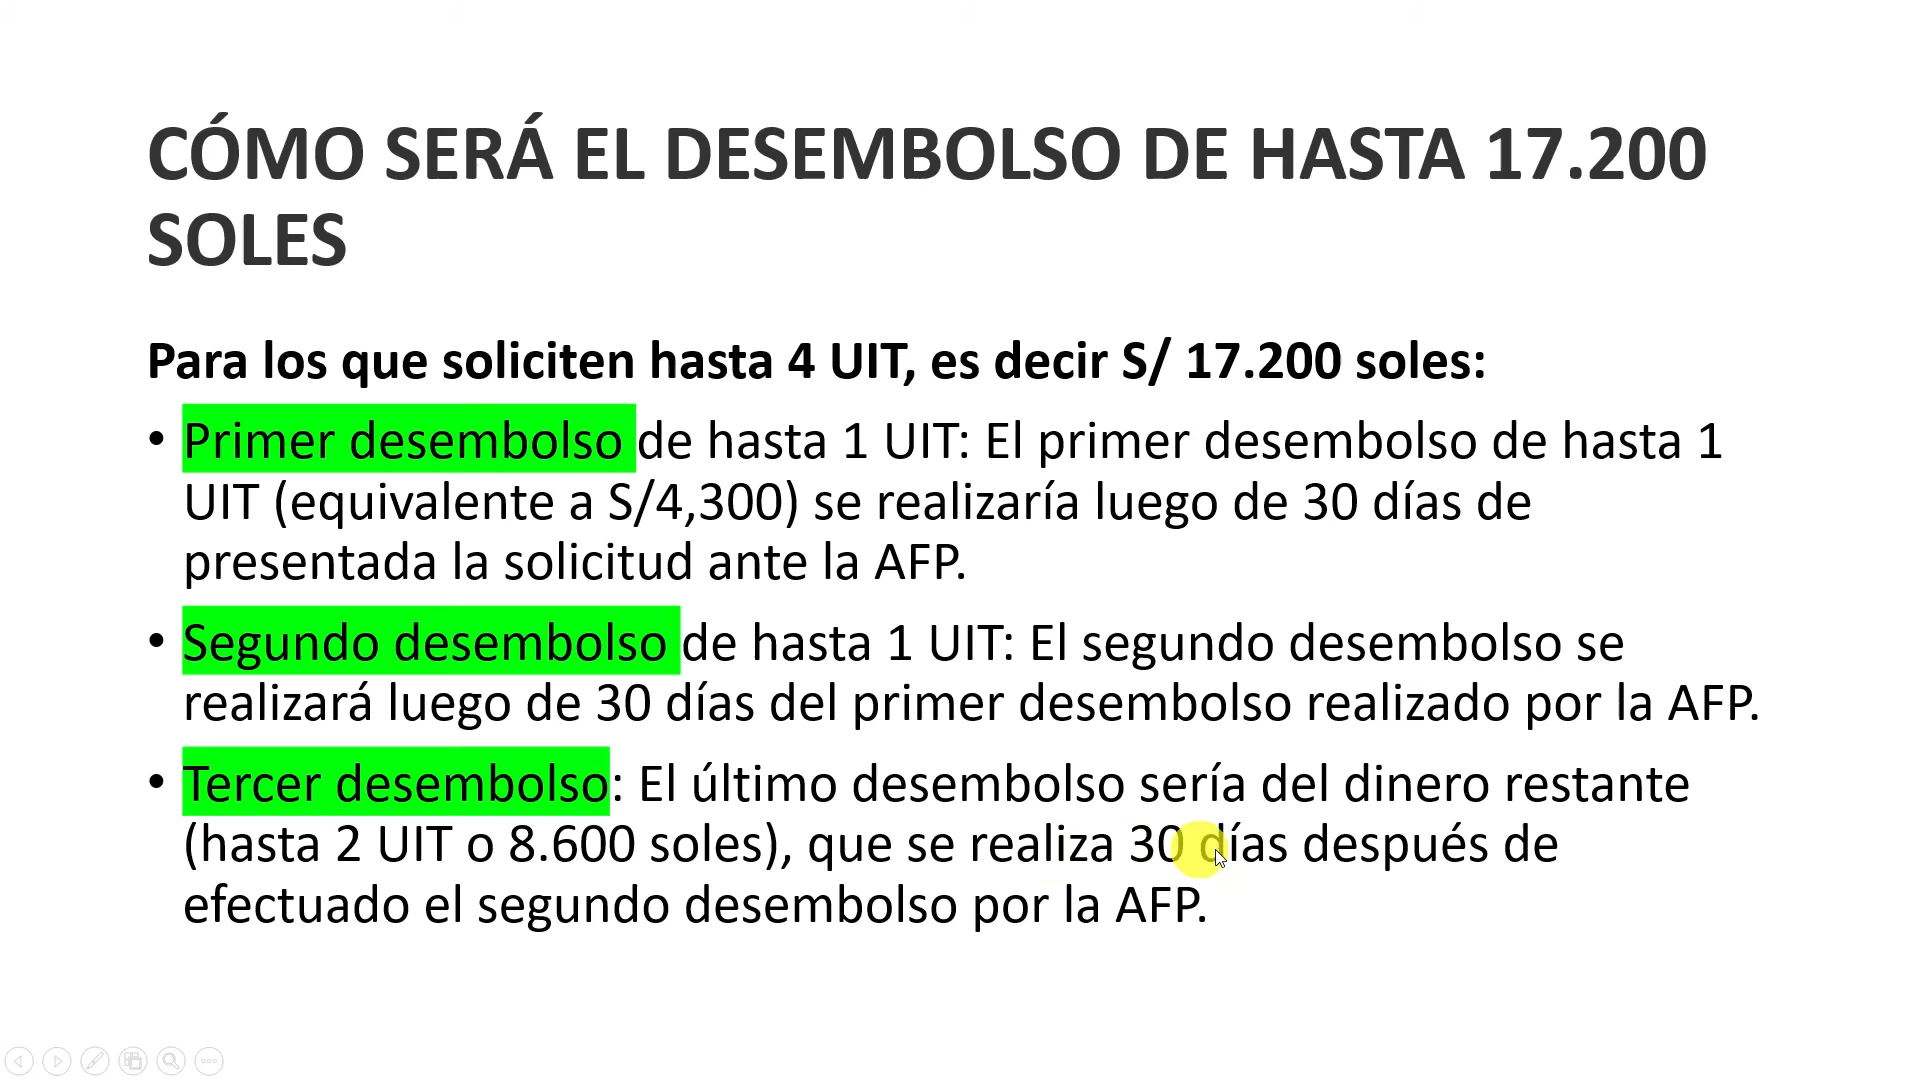 CÓMO SERÁ EL DESEMBOLSO DE HASTA 17.200
SOLES
Para los que soliciten hasta 4 UIT, es decir S/ 17.200 soles:
• Primer desembolso de hasta 1 UIT: El primer desembolso de hasta 1
UIT (equivalente a S/4,300) se realizaría luego de 30 días de
presentada la solicitud ante la AFP.
• Segundo desembolso de hasta 1 UIT: El segundo desembolso se
realizará luego de 30 días del primer desembolso realizado por la AFP.
• Tercer desembolso: El último desembolso sería del dinero restante
(hasta 2 UIT o 8.600 soles), que se realiza 30 días después de
efectuado el segundo desembolso por la AFP.